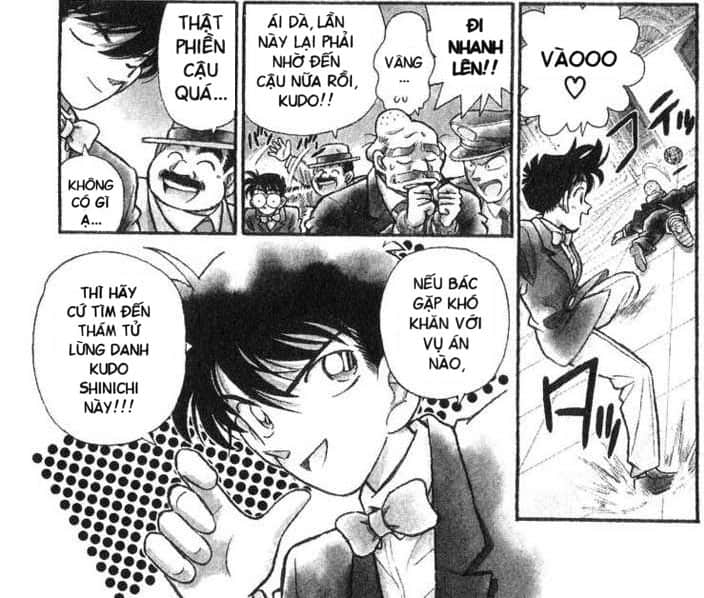 VÀOOO
♡
ĐI
NHANH
LÊN!!
VÂNG
...
ÁI DÀ, LẦN
NÀY LẠI PHẢI
NHỜ ĐẾN
CẬU NỮA RỒI,
KUDO!!
THẬT
PHIỀN
CẬU
QUÁ...
KHÔNG
CÓ GÌ
Ạ...
NẾU BÁC
GẶP KHÓ
KHĂN VỚI
VỤ ÁN
NÀO,
THÌ HÃY
CỨ TÌM ĐẾN
THÁM TỬ
LỪNG DANH
KUDO
SHINICHI
NÀY!!!